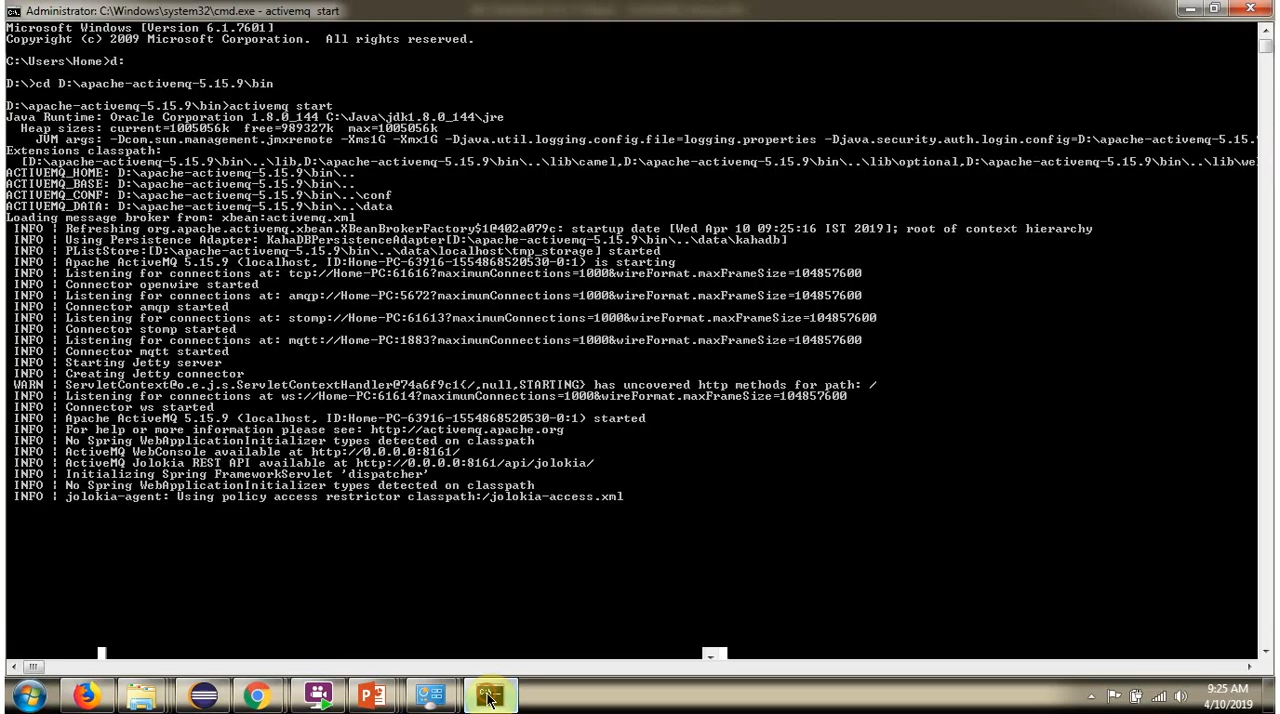 Administrator: C:\Windows\system32\cmd.exe - activemq  start
Microsoft Windows [Version 6.1.7601]
Copyright (c) 2009 Microsoft Corporation.  All rights reserved.
C:\Users\Home>d:
D:\>cd D:\apache-activemq-5.15.9\bin
D:\apache-activemq-5.15.9\bin>activemq start
Java Runtime: Oracle Corporation 1.8.0_144 C:\Java\jdk1.8.0_144\jre
Heap sizes: current=1005056k  free=989327k  max=1005056k
JVM args: -Dcom.sun.management.jmxremote -Xms1G -Xmx1G -Djava.util.logging.config.file=logging.properties -Djava.security.auth.login.config=D:\apache-activemq-5.15.
Extensions classpath:
[D:\apache-activemq-5.15.9\bin\..\lib,D:\apache-activemq-5.15.9\bin\..\lib\camel,D:\apache-activemq-5.15.9\bin\..\lib\optional,D:\apache-activemq-5.15.9\bin\..\lib\we
ACTIVEMQ_HOME: D:\apache-activemq-5.15.9\bin\..
ACTIVEMQ_BASE: D:\apache-activemq-5.15.9\bin\..
ACTIVEMQ_CONF: D:\apache-activemq-5.15.9\bin\..\conf
ACTIVEMQ_DATA: D:\apache-activemq-5.15.9\bin\..\data
Loading message broker from: xbean:activemq.xml
INFO | Refreshing org.apache.activemq.xbean.XBeanBrokerFactory$1@402a079c: startup date [Wed Apr 10 09:25:16 IST 2019]; root of context hierarchy
INFO | Using Persistence Adapter: KahaDBPersistenceAdapter[D:\apache-activemq-5.15.9\bin\..\data\kahadb]
INFO | PListStore:[D:\apache-activemq-5.15.9\bin\..\data\localhost\tmp_storage] started
INFO | Apache ActiveMQ 5.15.9 (localhost, ID:Home-PC-63916-1554868520530-0:1) is starting
INFO | Listening for connections at: tcp://Home-PC:61616?maximumConnections=1000&wireFormat.maxFrameSize=104857600
INFO | Connector openwire started
INFO | Listening for connections at: amqp://Home-PC:5672?maximumConnections=1000&wireFormat.maxFrameSize=104857600
INFO | Connector amqp started
INFO | Listening for connections at: stomp://Home-PC:61613?maximumConnections=1000&wireFormat.maxFrameSize=104857600
INFO | Connector stomp started
INFO | Listening for connections at: mqtt://Home-PC:1883?maximumConnections=1000&wireFormat.maxFrameSize=104857600
INFO | Connector mqtt started
INFO | Starting Jetty server
INFO | Creating Jetty connector
WARN | ServletContext@o.e.j.s.ServletContextHandler@74a6f9c1{/,null,STARTING} has uncovered http methods for path: /
INFO | Listening for connections at ws://Home-PC:61614?maximumConnections=1000&wireFormat.maxFrameSize=104857600
INFO | Connector ws started
INFO | Apache ActiveMQ 5.15.9 (localhost, ID:Home-PC-63916-1554868520530-0:1) started
INFO | For help or more information please see: http://activemq.apache.org
INFO | No Spring WebApplicationInitializer types detected on classpath
INFO | ActiveMQ WebConsole available at http://0.0.0.0:8161/
INFO | ActiveMQ Jolokia REST API available at http://0.0.0.0:8161/api/jolokia/
INFO | Initializing Spring FrameworkServlet 'dispatcher'
INFO | No Spring WebApplicationInitializer types detected on classpath
INFO | jolokia-agent: Using policy access restrictor classpath:/jolokia-access.xml
9:25 AM
4/10/2019